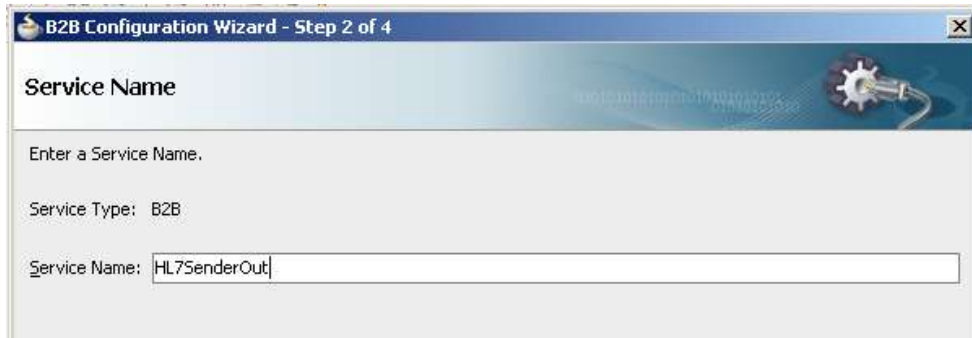 B2B Configuration Wizard - Step 2 of 4
Service Name
Enter a Service Name.
Service Type: B2B
Service Name: HL7SenderOut